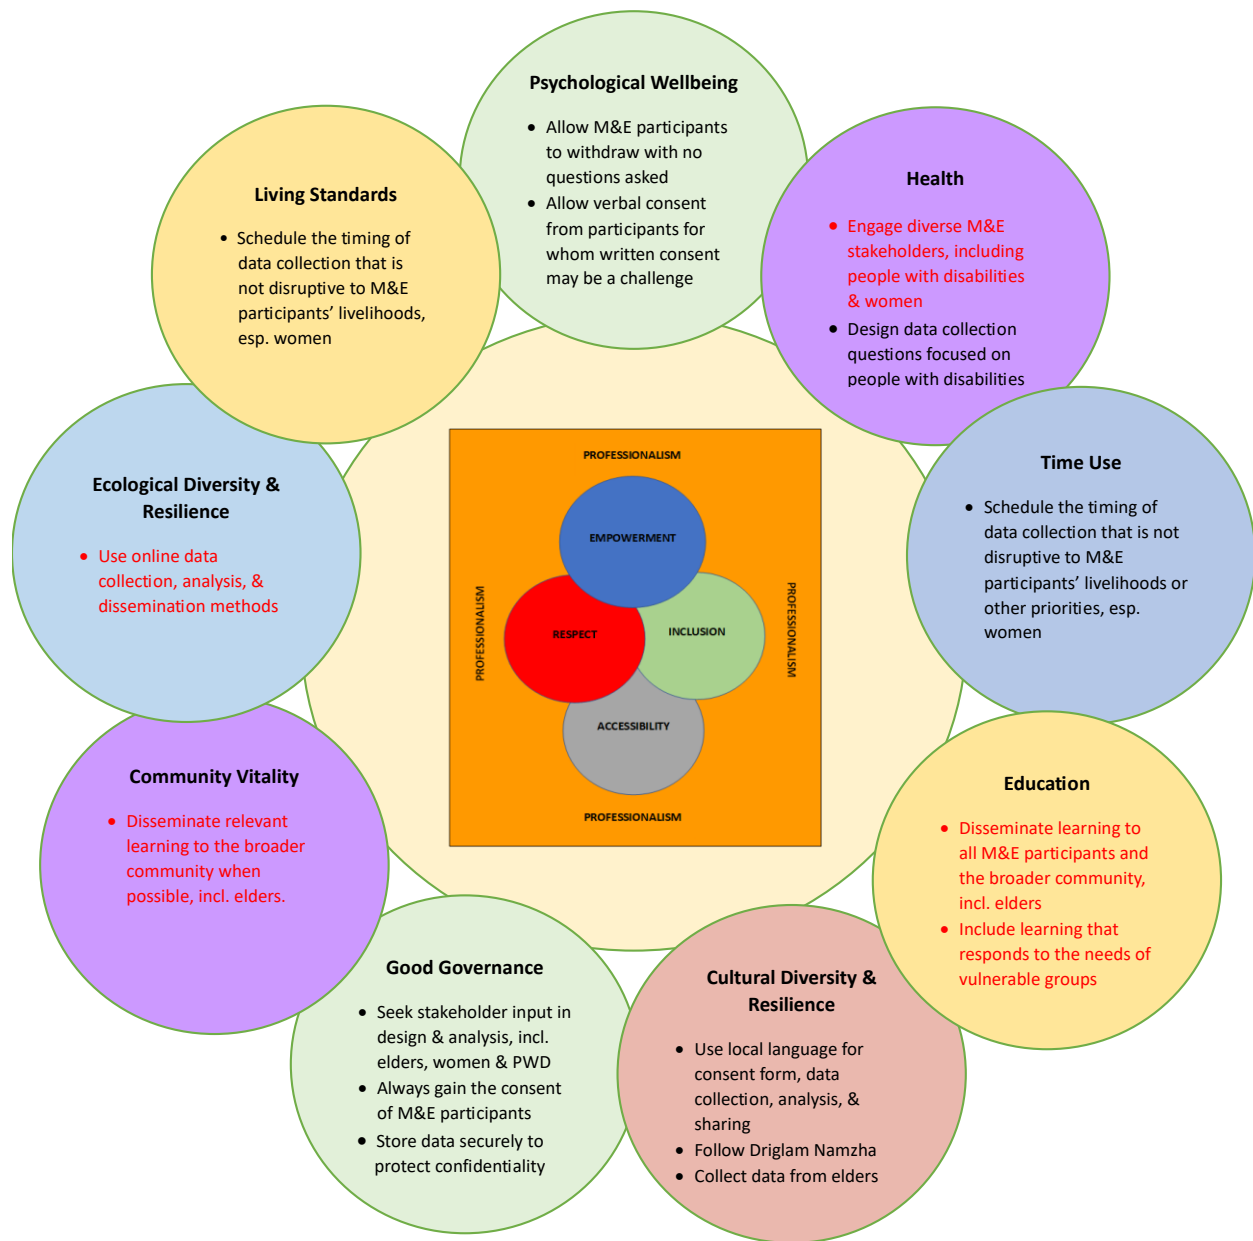 Psychological Wellbeing
• Allow M&E participants
to withdraw with no
questions asked
• Allow verbal consent
from participants for
whom written consent
may be a challenge
Health
• Engage diverse M&E
stakeholders, including
people with disabilities
& women
• Design data collection
questions focused on
people with disabilities
Time Use
• Schedule the timing of
data collection that is not
disruptive to M&E
participants’ livelihoods or
other priorities, esp.
women
Education
• Disseminate learning to
all M&E participants and
the broader community,
incl. elders
• Include learning that
responds to the needs of
vulnerable groups
Cultural Diversity &
Resilience
• Use local language for
consent form, data
collection, analysis, &
sharing
• Follow Driglam Namzha
• Collect data from elders
Good Governance
• Seek stakeholder input in
design & analysis, incl.
elders, women & PWD
• Always gain the consent
of M&E participants
• Store data securely to
protect confidentiality
Community Vitality
• Disseminate relevant
learning to the broader
community when
possible, incl. elders.
Ecological Diversity &
Resilience
• Use online data
collection, analysis, &
dissemination methods
Living Standards
• Schedule the timing of
data collection that is
not disruptive to M&E
participants’ livelihoods,
esp. women
PROFESSIONALISM
EMPOWERMENT
PROFESSIONALISM
RESPECT
INCLUSION
PROFESSIONALISM
ACCESSIBILITY
PROFESSIONALISM